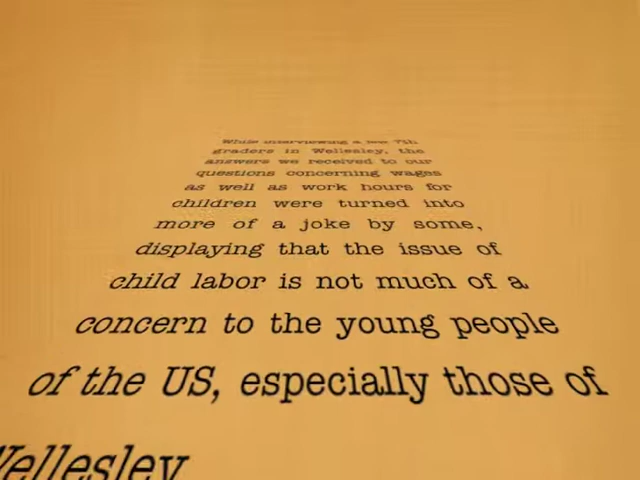 While interviewing a few 7th
graders in Wellesley, the
answers we received to our
questions concerning wages
as well as work hours for
children were turned into
more of a joke by some,
displaying that the issue of
child labor is not much of a
concern to the young people
of the US, especially those of
Wellesley